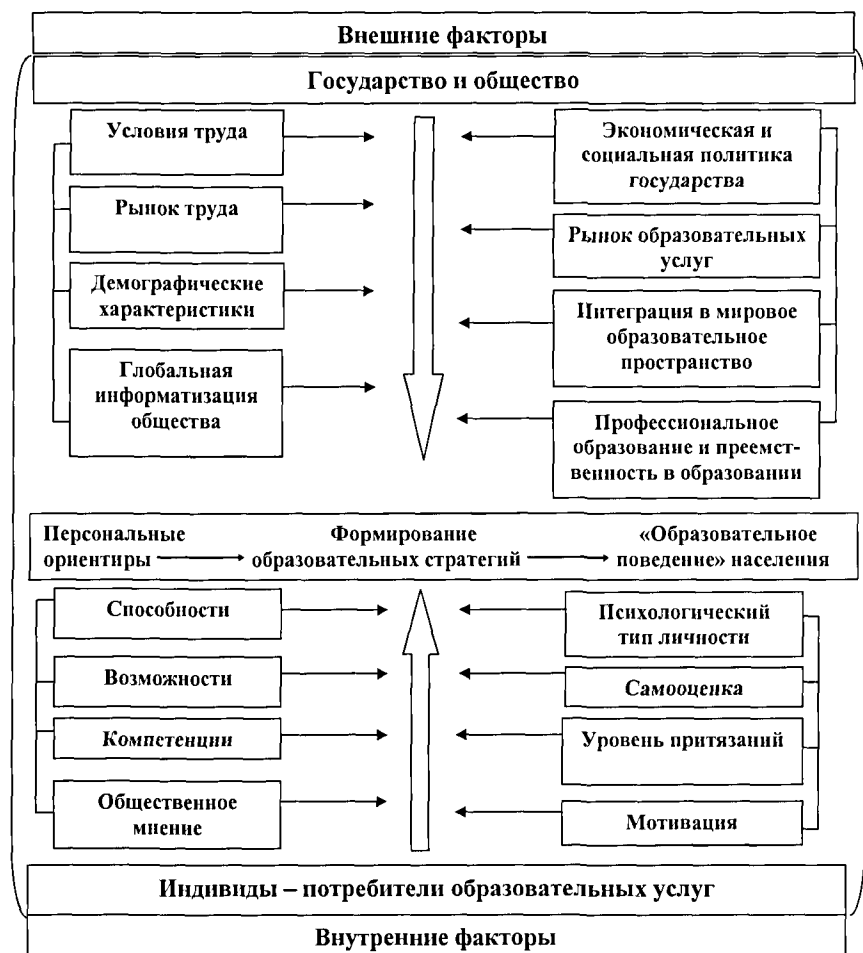 Внешние факторы
Государство и общество
Условия труда
Рынок труда
Демографические
характеристики
Глобальная
информатизация
общества
Экономическая и
социальная политика
государства
Рынок образовательных
услуг
Интеграция в мировое
образовательное
пространство
Профессиональное
образование и преемст-
венность в образовании
Персональные
ориентиры
Формирование
образовательных стратегий
«Образовательное
поведение» населения
Способности
Возможности
Компетенции
Общественное
мнение
Психологический
тип личности
Самооценка
Уровень притязаний
Мотивация
Индивиды – потребители образовательных услуг
Внутренние факторы